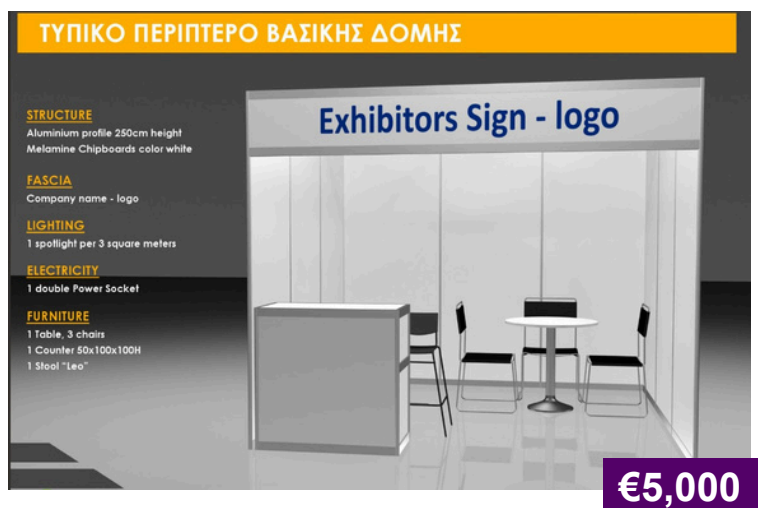 ΤΥΠΙΚΟ ΠΕΡΙΠΤΕΡΟ ΒΑΣΙΚΗΣ ΔΟΜΗΣ
STRUCTURE
Aluminium profile 250cm height
Melamine Chipboards color white
FASCIA
Company name - logo
LIGHTING
1 spotlight per 3 square meters
ELECTRICITY
1 double Power Socket
FURNITURE
1 Table, 3 chairs
1 Counter 50x100x100H
1 Stool "Leo"
Exhibitors Sign - logo
€5,000